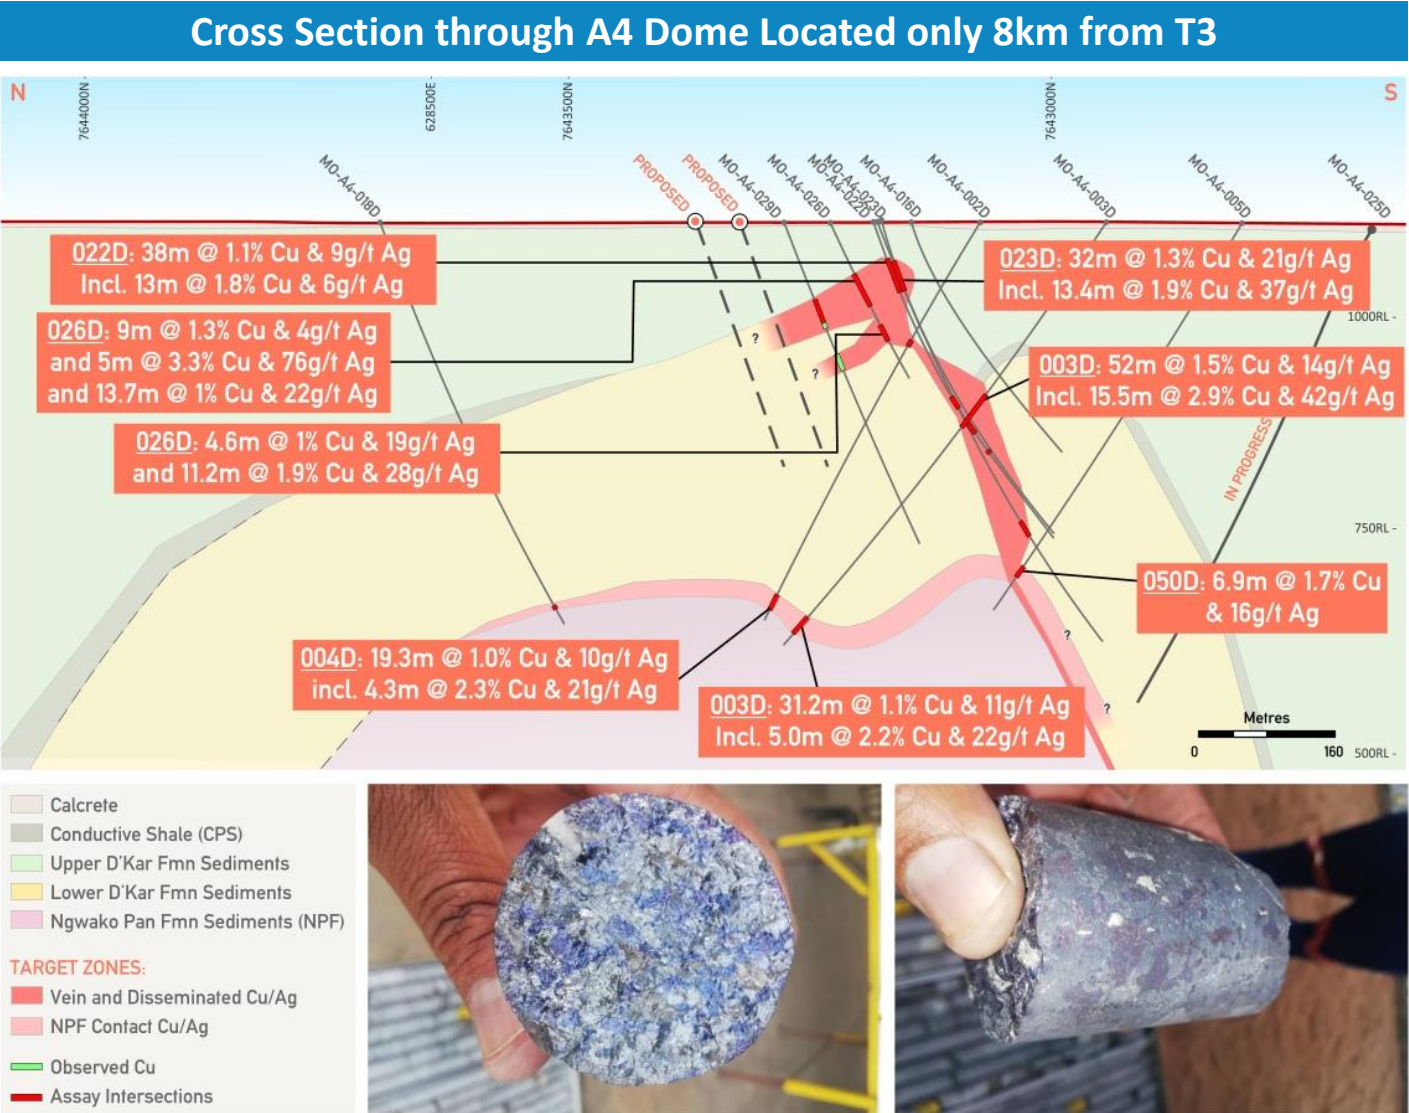 Cross Section through A4 Dome Located only 8km from T3
N
S
7644000N
628500E
7643500N
7643000N
MO-A4-018D
PROPOSED
PROPOSED
MO-A4-029D
MO-A4-026D
MO-A4-022D
MO-A4-023D
MO-A4-016D
MO-A4-002D
MO-A4-003D
MO-A4-005D
MO-A4-025D
022D: 38m @ 1.1% Cu & 9g/t Ag
Incl. 13m @ 1.8% Cu & 6g/t Ag
023D: 32m @ 1.3% Cu & 21g/t Ag
Incl. 13.4m @ 1.9% Cu & 37g/t Ag
1000RL
026D: 9m @ 1.3% Cu & 4g/t Ag
and 5m @ 3.3% Cu & 76g/t Ag
and 13.7m @ 1% Cu & 22g/t Ag
?
?
003D: 52m @ 1.5% Cu & 14g/t Ag
Incl. 15.5m @ 2.9% Cu & 42g/t Ag
026D: 4.6m @ 1% Cu & 19g/t Ag
and 11.2m @ 1.9% Cu & 28g/t Ag
IN PROGRESS
750RL
050D: 6.9m @ 1.7% Cu
& 16g/t Ag
?
004D: 19.3m @ 1.0% Cu & 10g/t Ag
incl. 4.3m @ 2.3% Cu & 21g/t Ag
003D: 31.2m @ 1.1% Cu & 11g/t Ag
Incl. 5.0m @ 2.2% Cu & 22g/t Ag
?
Metres
0 160
500RL
Calcrete
Conductive Shale (CPS)
Upper D'Kar Fmn Sediments
Lower D'Kar Fmn Sediments
Ngwako Pan Fmn Sediments (NPF)
TARGET ZONES:
Vein and Disseminated Cu/Ag
NPF Contact Cu/Ag
Observed Cu
Assay Intersections